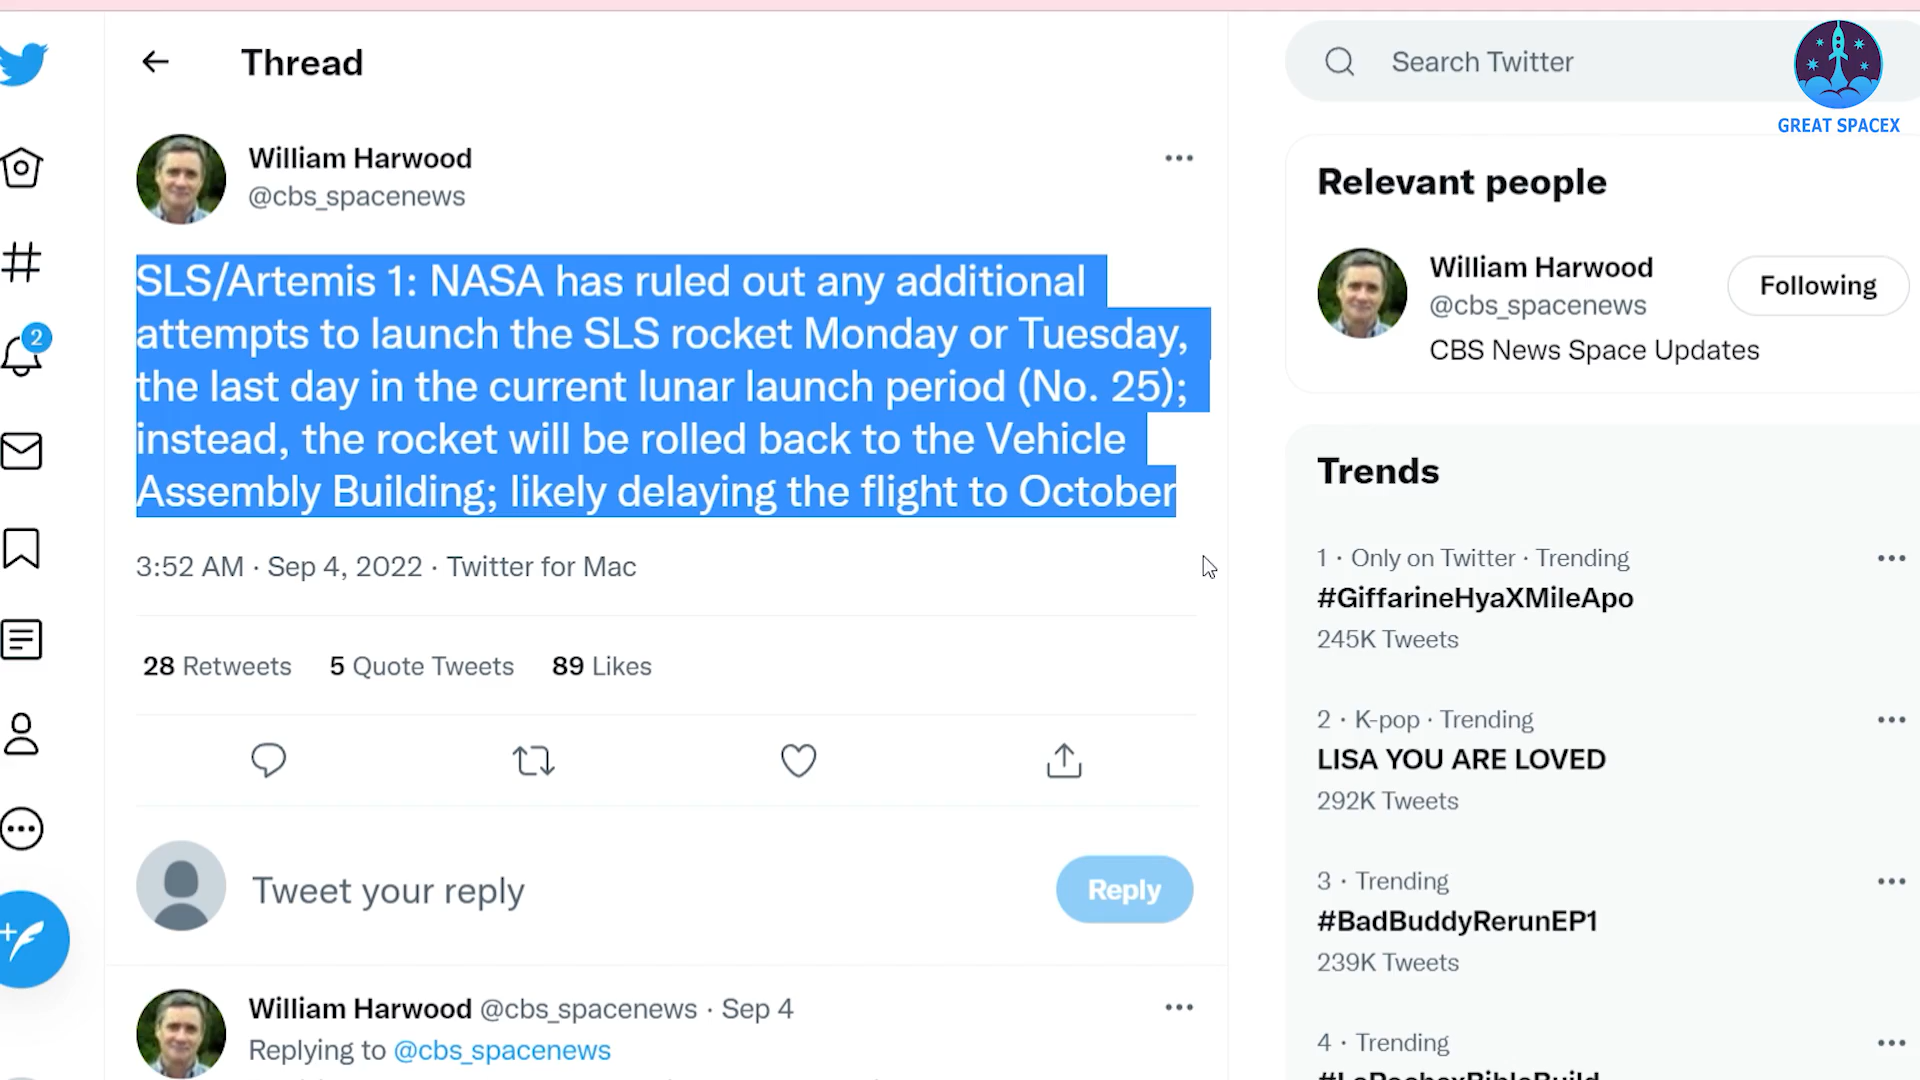 Thread
William Harwood
@cbs_spacenews
SLS/Artemis 1: NASA has ruled out any additional
attempts to launch the SLS rocket Monday or Tuesday,
the last day in the current lunar launch period (No. 25);
instead, the rocket will be rolled back to the Vehicle
Assembly Building; likely delaying the flight to October
3:52 AM · Sep 4, 2022 · Twitter for Mac
28 Retweets 5 Quote Tweets 89 Likes
Tweet your reply
Reply
William Harwood @cbs_spacenews · Sep 4
Replying to @cbs_spacenews
2
Search Twitter
GREAT SPACEX
Relevant people
William Harwood
@cbs_spacenews
Following
CBS News Space Updates
Trends
1 · Only on Twitter · Trending
#GiffarineHyaXMileApo
245K Tweets
2 · K-pop · Trending
LISA YOU ARE LOVED
292K Tweets
3 · Trending
#BadBuddyRerunEP1
239K Tweets
4 · Trending